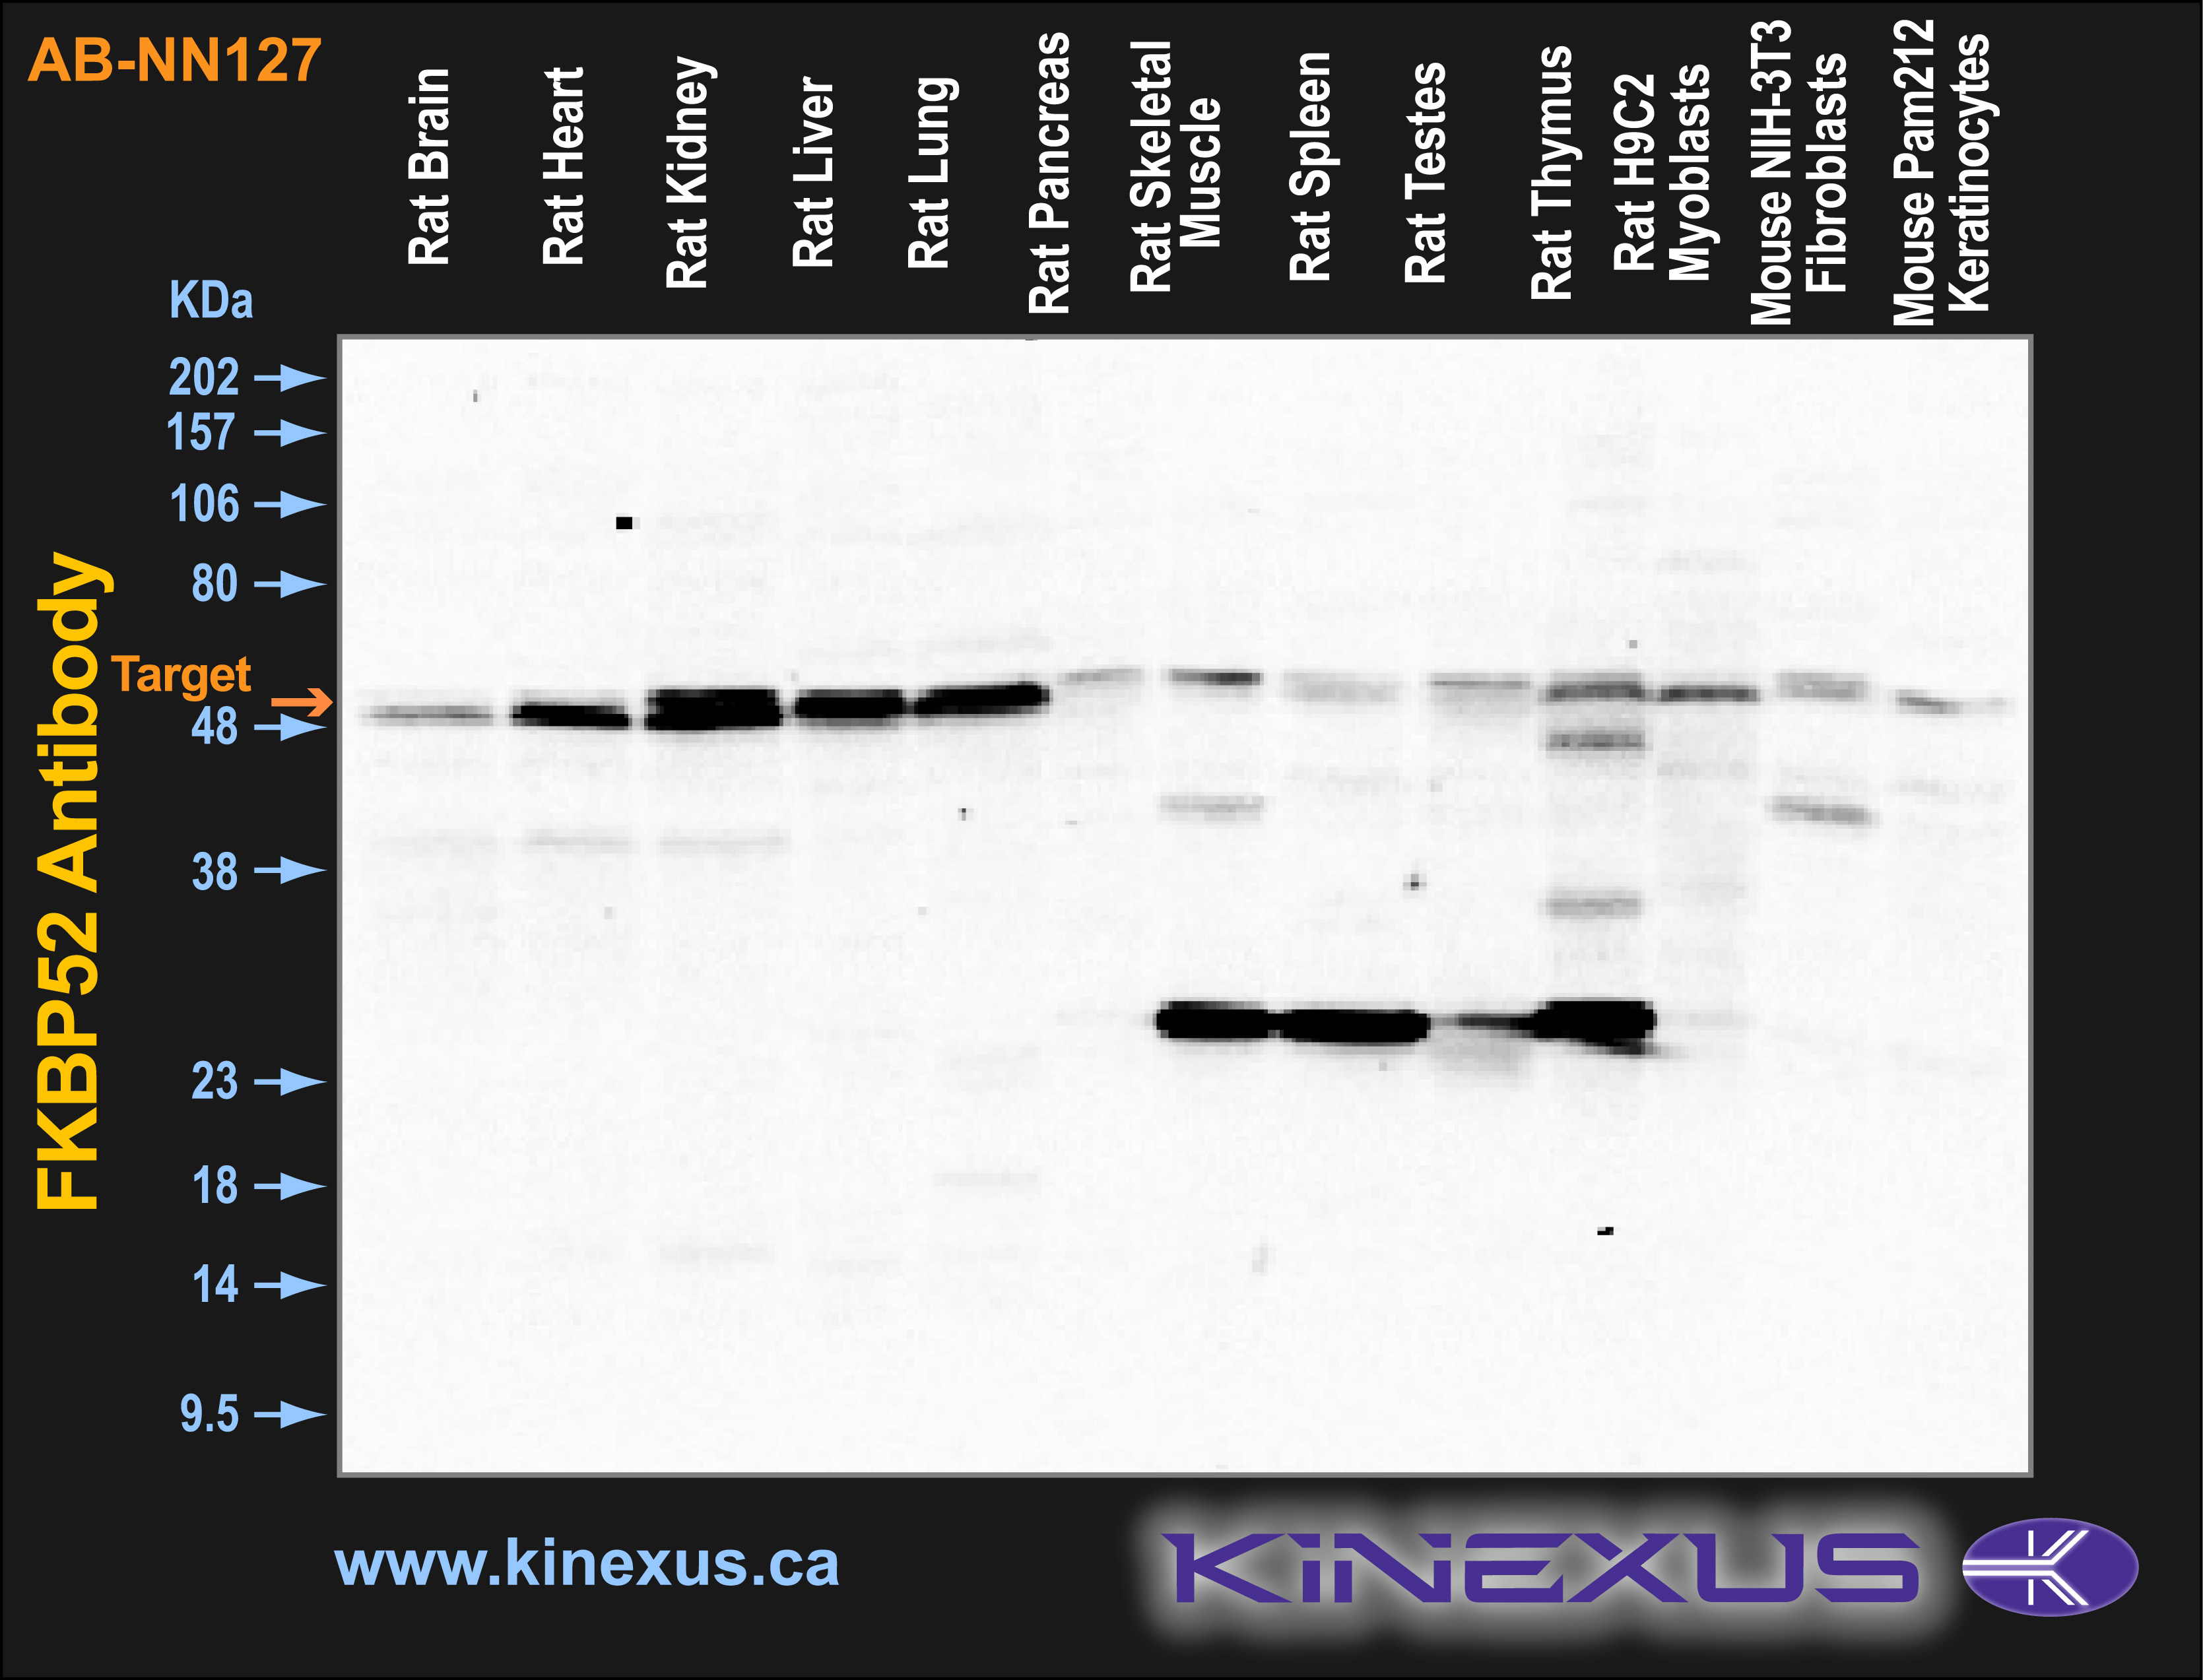 AB-NN127
Rat Brain
Rat Heart
Rat Kidney
Rat Liver
Rat Lung
Rat Pancreas
Rat Skeletal
Muscle
Rat Spleen
Rat Testes
Rat Thymus
Rat H9C2
Myoblasts
Mouse NIH-3T3
Fibroblasts
Mouse Pam212
Keratinocytes
KDa
202
157
106
80
Target
48
38
23
18
14
9.5
FKBP52 Antibody
www.kinexus.ca
KiNEXUS